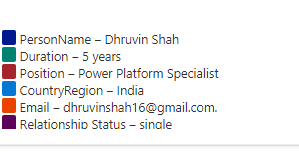 PersonName – Dhruvin Shah
Duration – 5 years
Position – Power Platform Specialist
CountryRegion – India
Email – dhruvinshah16@gmail.com.
Relationship Status – single